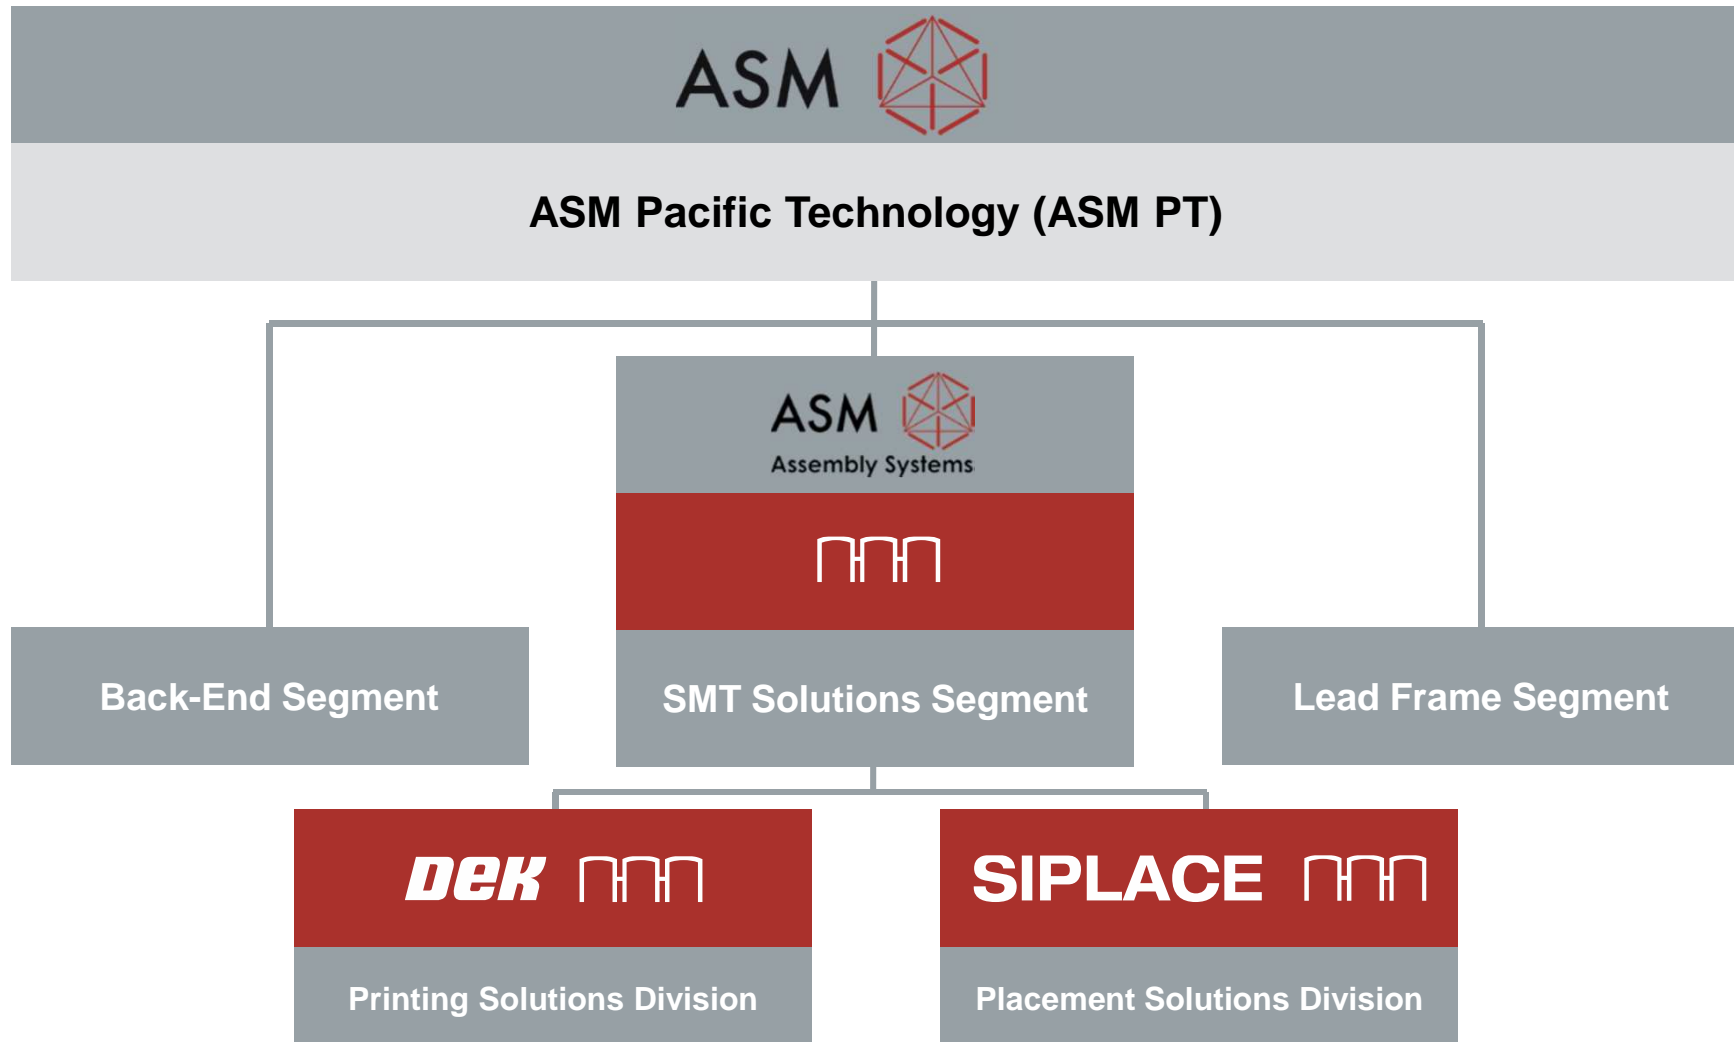 ASM
ASM Pacific Technology (ASM PT)
ASM
Assembly Systems
Back-End Segment
SMT Solutions Segment
Lead Frame Segment
DEK
SIPLACE
Printing Solutions Division
Placement Solutions Division